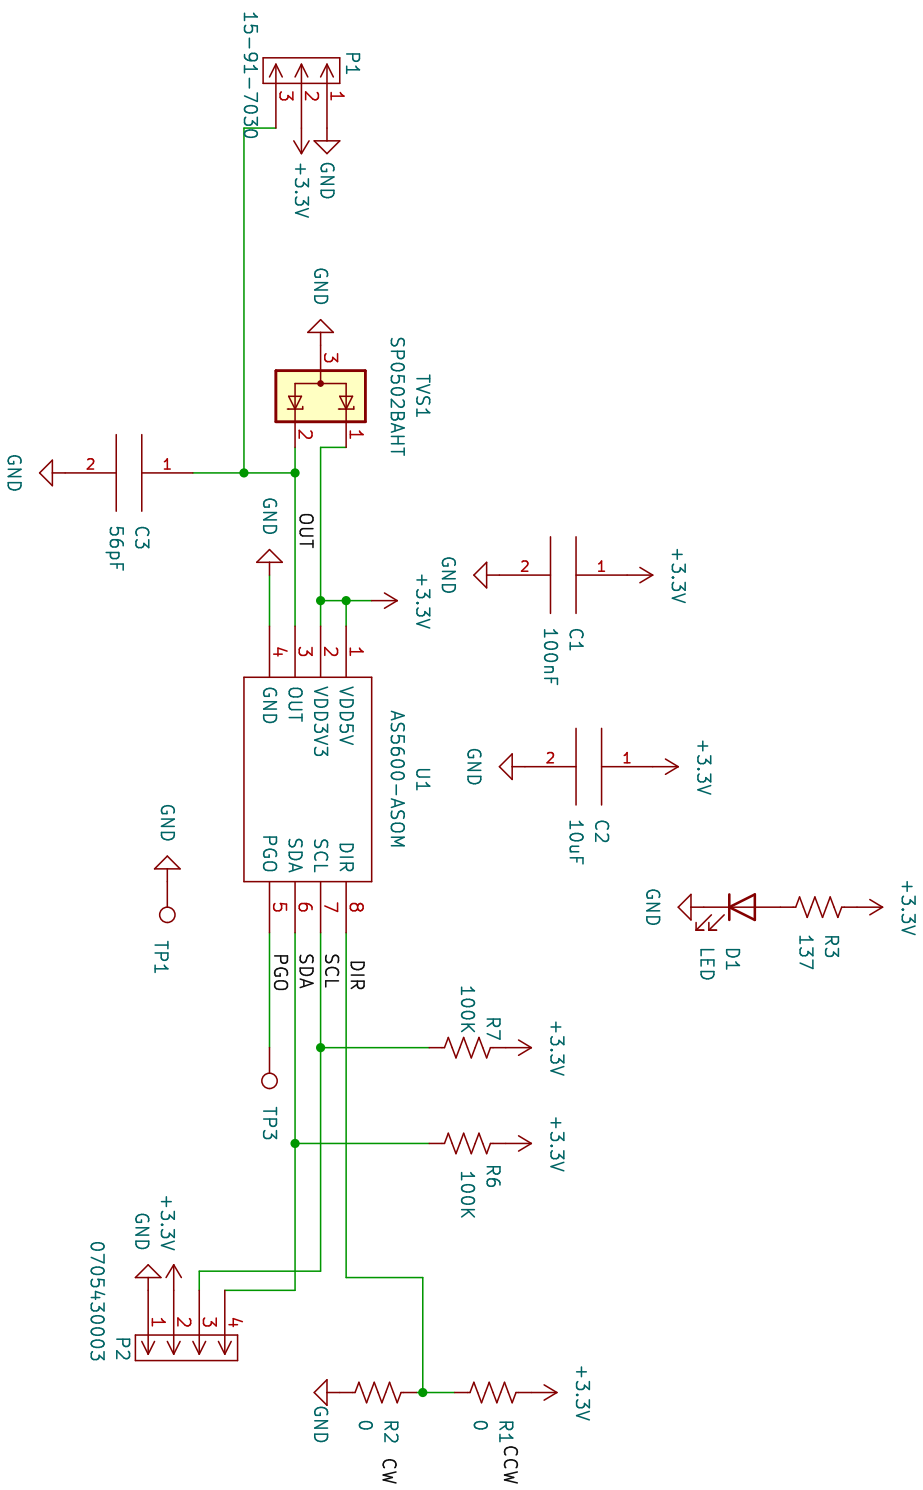 P1
15-91-7030
1
2
3
GND
+3.3V
GND
3
TVS1
SP0502BAHT
1
2
GND
2
1
C3
56pF
GND
OUT
+3.3V
GND
2
1
+3.3V
C1
100nF
1
2
3
4
VDD5V
VDD3V3
OUT
GND
U1
AS5600-ASOM
DIR
SCL
SDA
PGO
8
7
6
5
GND
2
1
+3.3V
C2
10uF
GND
TP1
+3.3V
R3
137
D1
LED
GND
DIR
SCL
SDA
PGO
TP3
+3.3V
R7
100K
+3.3V
R6
100K
+3.3V
GND
1
2
3
4
P2
0705430003
+3.3V
R1
0
CCW
R2
0
CW
GND